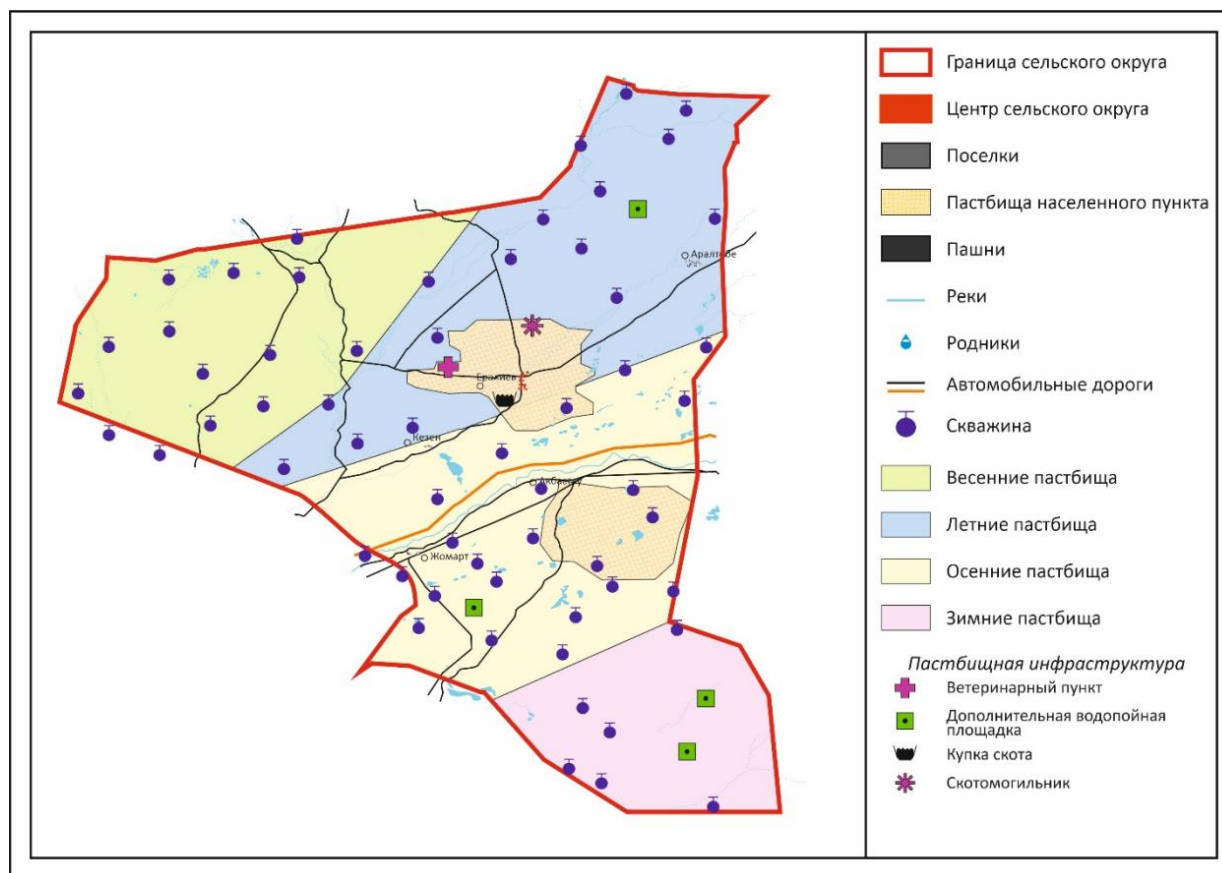 Граница сельского округа
Центр сельского округа
Поселки
Пастбища населенного пункта
Пашни
Реки
Родники
Автомобильные дороги
Скважина
Весенние пастбища
Летние пастбища
Осенние пастбища
Зимние пастбища
Пастбищная инфраструктура
Ветеринарный пункт
Дополнительная водопойная
площадка
Купка скота
Скотомогильник
Аралтобе
Ералиев
Кезен
Жомарт